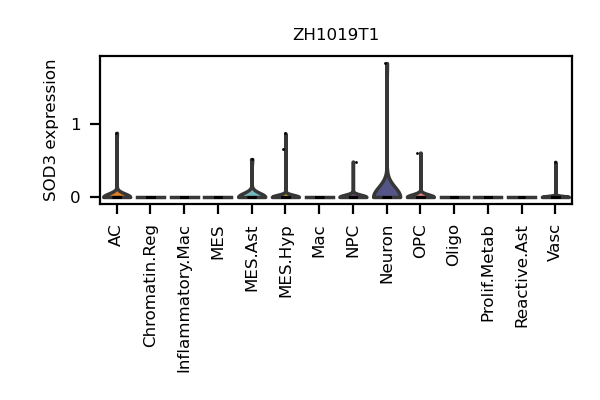 ZH1019T1
SOD3 expression
1
0
AC
Chromatin.Reg
Inflammatory.Mac
MES
MES.Ast
MES.Hyp
Mac
NPC
Neuron
OPC
Oligo
Prolif.Metab
Reactive.Ast
Vasc